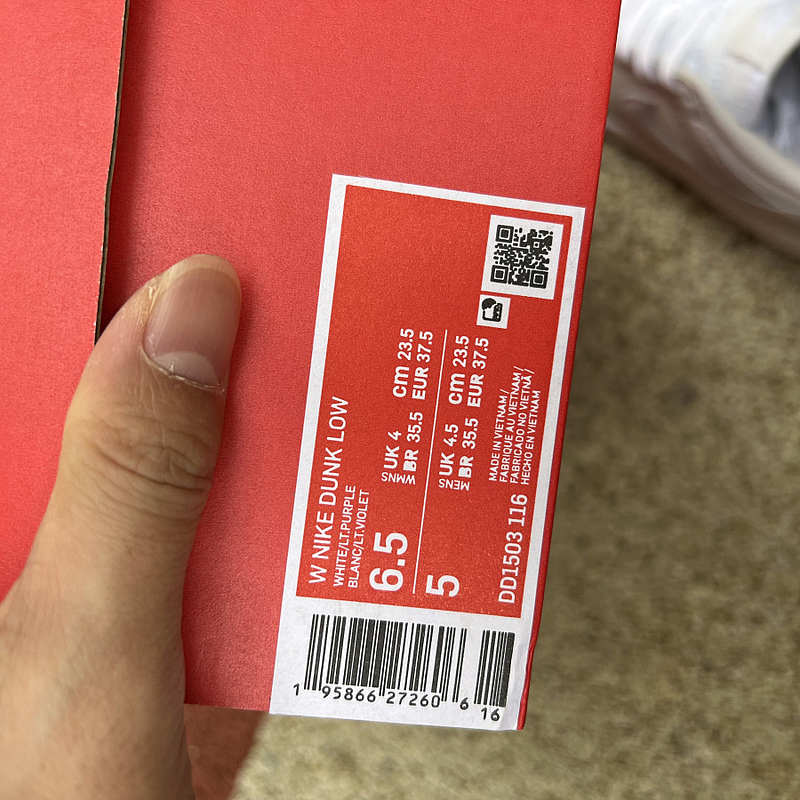 W NIKE DUNK LOW
WHITE/LT.PURPLE
BLANC/LT.VIOLET
6.5
WMNS
UK 4
cm 23.5
BR 35.5
EUR 37.5
5
MENS
UK 4.5
cm 23.5
BR 35.5
EUR 37.5
MADE IN VIETNAM/
FABRIQUE AU VIETNAM/
FABRICADO NO VIETNÃ/
HECHO EN VIETNAM
DD1503 116
1 95866 27260 6
16